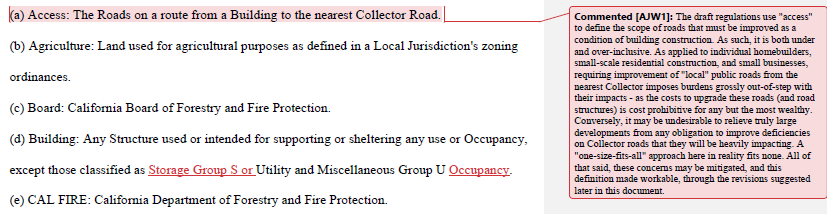 (a) Access: The Roads on a route from a Building to the nearest Collector Road.
(b) Agriculture: Land used for agricultural purposes as defined in a Local Jurisdiction's zoning
ordinances.
(c) Board: California Board of Forestry and Fire Protection.
(d) Building: Any Structure used or intended for supporting or sheltering any use or Occupancy,
except those classified as Storage Group S or Utility and Miscellaneous Group U Occupancy.
(e) CAL FIRE: California Department of Forestry and Fire Protection.
Commented [AJW1]: The draft regulations use "access"
to define the scope of roads that must be improved as a
condition of building construction. As such, it is both under
and over-inclusive. As applied to individual homebuilders,
small-scale residential construction, and small businesses,
requiring improvement of "local" public roads from the
nearest Collector imposes burdens grossly out-of-step with
their impacts - as the costs to upgrade these roads (and road
structures) is cost prohibitive for any but the most wealthy.
Conversely, it may be undesirable to relieve truly large
developments from any obligation to improve deficiencies
on Collector roads that they will be heavily impacting. A
"one-size-fits-all" approach here in reality fits none. All of
that said, these concerns may be mitigated, and this
definition made workable, through the revisions suggested
later in this document.